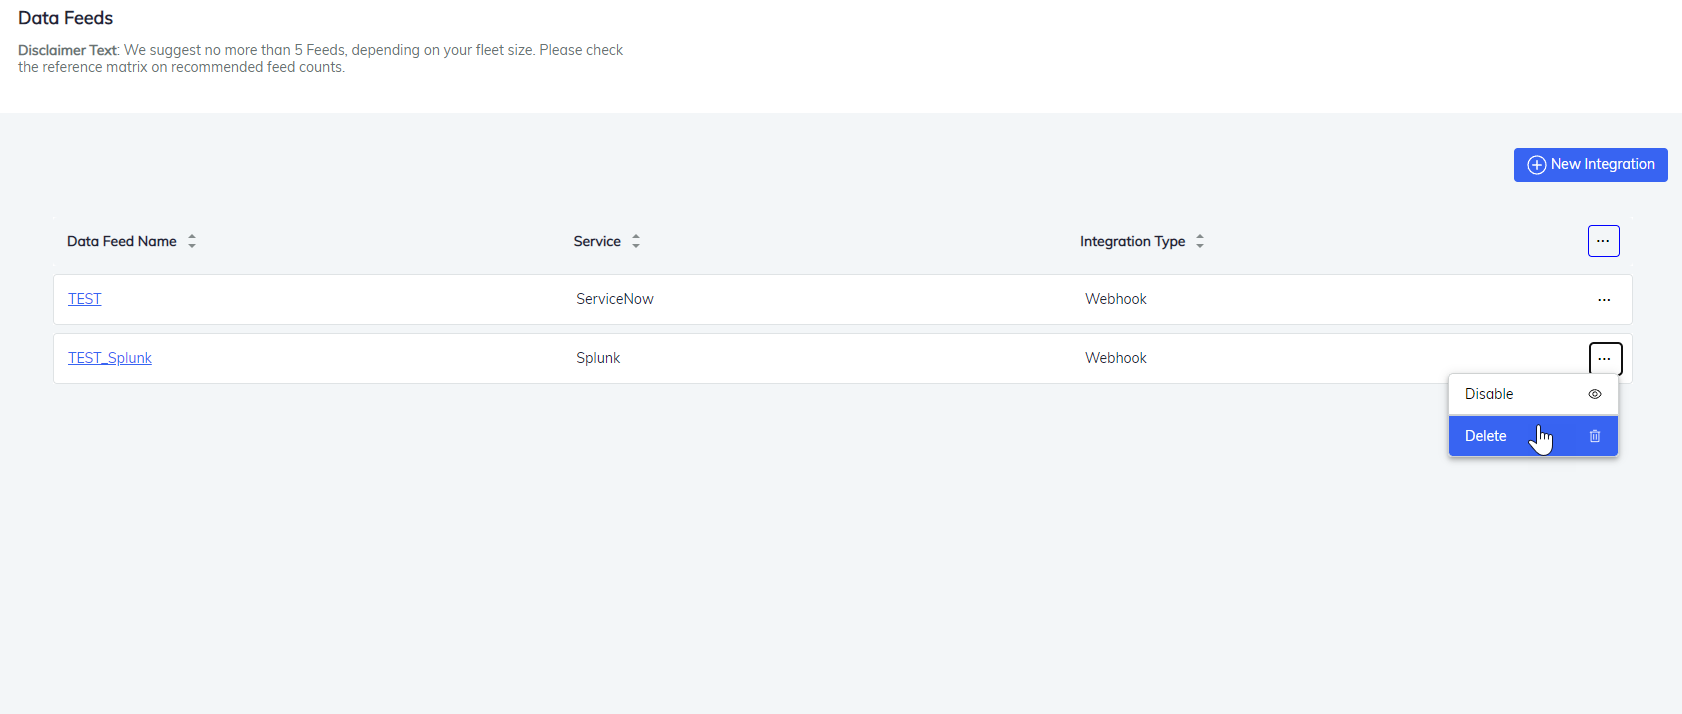 Data Feeds
Disclaimer Text: We suggest no more than 5 Feeds, depending on your fleet size. Please check
the reference matrix on recommended feed counts.
New Integration
Data Feed Name Service Integration Type ...
TEST ServiceNow Webhook ...
TEST_Splunk Splunk Webhook ...
Disable
Delete